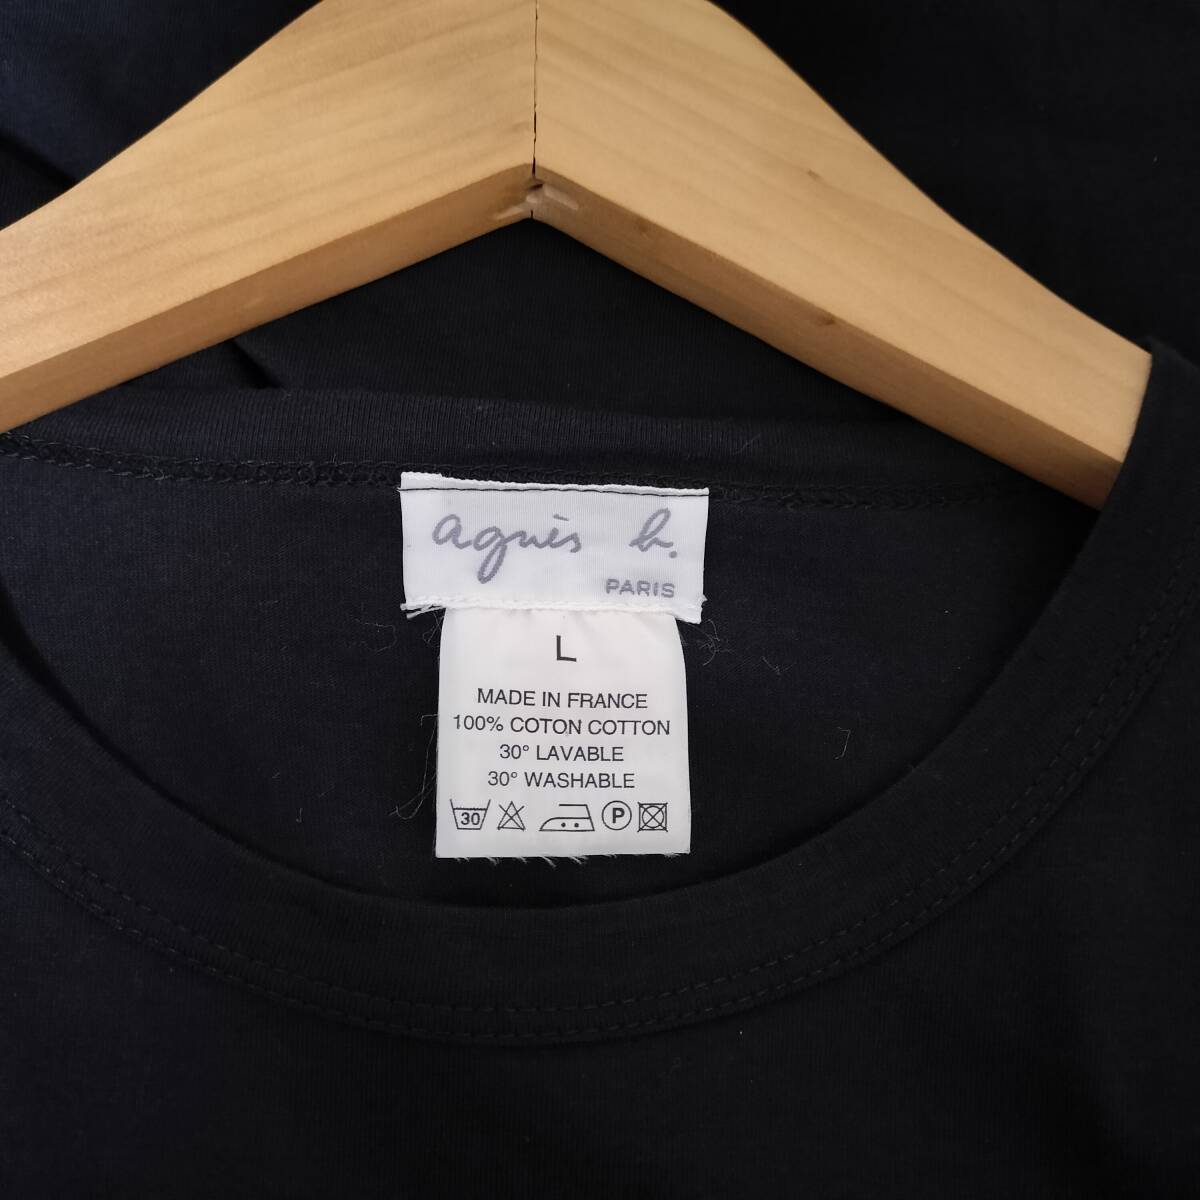 agnès b.
PARIS
L
MADE IN FRANCE
100% COTON COTTON
30° LAVABLE
30° WASHABLE
30 P